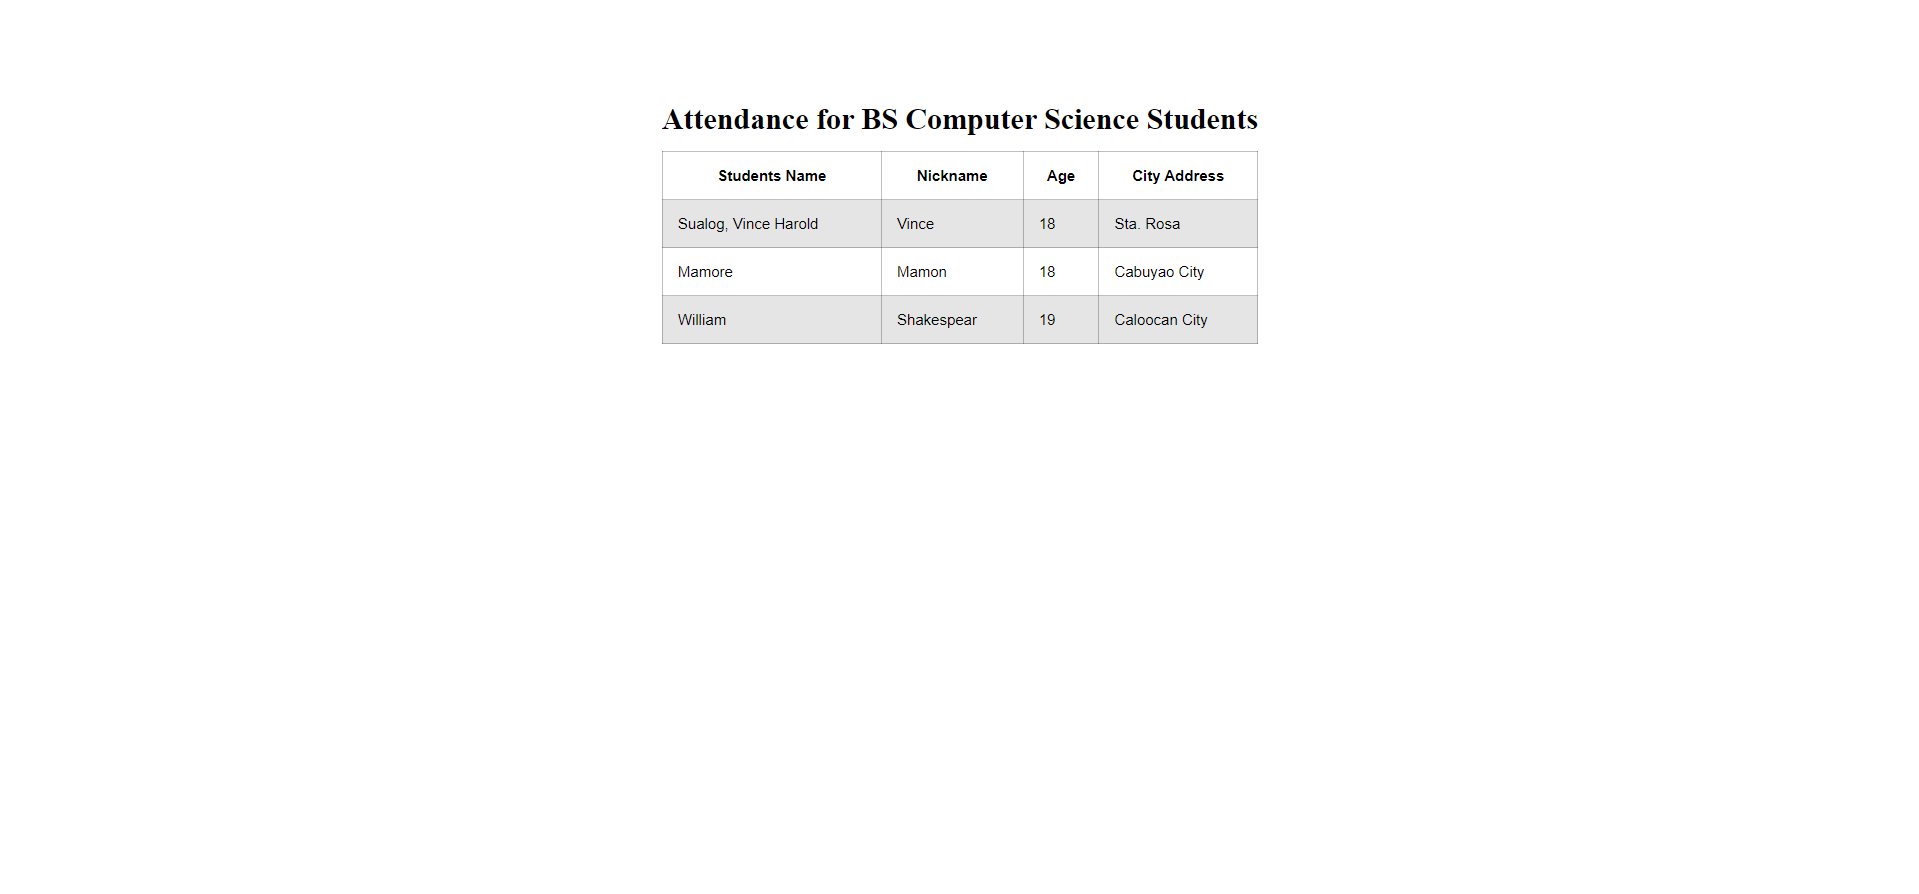 Attendance for BS Computer Science Students
Students Name Nickname Age City Address
Sualog, Vince Harold Vince 18 Sta. Rosa
Mamore Mamon 18 Cabuyao City
William Shakespear 19 Caloocan City